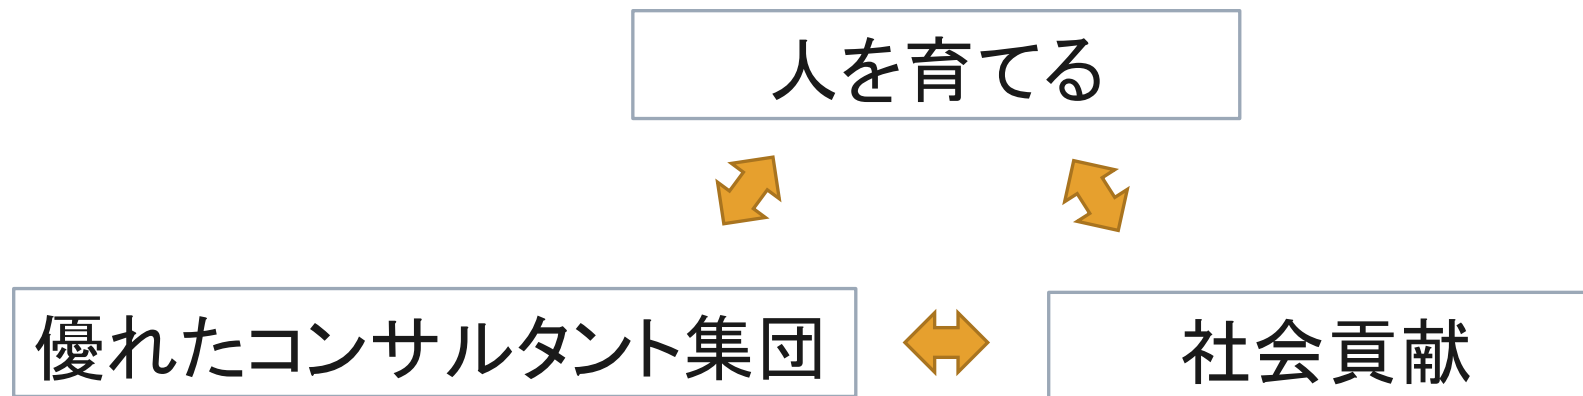 人を育てる
優れたコンサルタント集団
社会貢献